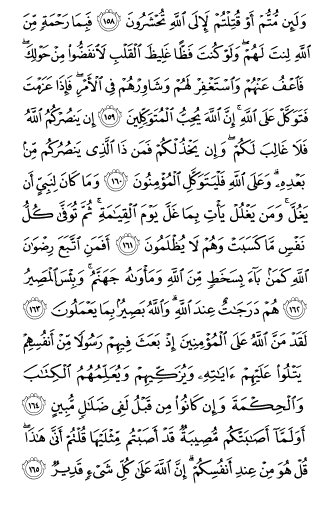 وَلَئِن مُّتُّمْ أَوْ قُتِلْتُمْ لَإِلَى ٱللَّهِ تُحْشَرُونَ ١٥٨ فَبِمَا رَحْمَةٍ مِّنَ
ٱللَّهِ لِنتَ لَهُمْ ۖ وَلَوْ كُنتَ فَظًّا غَلِيظَ ٱلْقَلْبِ لَٱنفَضُّوا۟ مِنْ حَوْلِكَ ۖ
فَٱعْفُ عَنْهُمْ وَٱسْتَغْفِرْ لَهُمْ وَشَاوِرْهُمْ فِى ٱلْأَمْرِ ۖ فَإِذَا عَزَمْتَ
فَتَوَكَّلْ عَلَى ٱللَّهِ ۚ إِنَّ ٱللَّهَ يُحِبُّ ٱلْمُتَوَكِّلِينَ ١٥٩ إِن يَنصُرْكُمُ ٱللَّهُ
فَلَا غَالِبَ لَكُمْ ۖ وَإِن يَخْذُلْكُمْ فَمَن ذَا ٱلَّذِى يَنصُرُكُم مِّنۢ
بَعْدِهِۦ ۗ وَعَلَى ٱللَّهِ فَلْيَتَوَكَّلِ ٱلْمُؤْمِنُونَ ١٦٠ وَمَا كَانَ لِنَبِىٍّ أَن
يَغُلَّ ۚ وَمَن يَغْلُلْ يَأْتِ بِمَا غَلَّ يَوْمَ ٱلْقِيَـٰمَةِ ۚ ثُمَّ تُوَفَّىٰ كُلُّ
نَفْسٍ مَّا كَسَبَتْ وَهُمْ لَا يُظْلَمُونَ ١٦١ أَفَمَنِ ٱتَّبَعَ رِضْوَٰنَ
ٱللَّهِ كَمَنۢ بَآءَ بِسَخَطٍ مِّنَ ٱللَّهِ وَمَأْوَىٰهُ جَهَنَّمُ ۚ وَبِئْسَ ٱلْمَصِيرُ
١٦٢ هُمْ دَرَجَـٰتٌ عِندَ ٱللَّهِ ۗ وَٱللَّهُ بَصِيرٌۢ بِمَا يَعْمَلُونَ ١٦٣
لَقَدْ مَنَّ ٱللَّهُ عَلَى ٱلْمُؤْمِنِينَ إِذْ بَعَثَ فِيهِمْ رَسُولًا مِّنْ أَنفُسِهِمْ
يَتْلُوا۟ عَلَيْهِمْ ءَايَـٰتِهِۦ وَيُزَكِّيهِمْ وَيُعَلِّمُهُمُ ٱلْكِتَـٰبَ
وَٱلْحِكْمَةَ وَإِن كَانُوا۟ مِن قَبْلُ لَفِى ضَلَـٰلٍ مُّبِينٍ ١٦٤
أَوَلَمَّآ أَصَـٰبَتْكُم مُّصِيبَةٌ قَدْ أَصَبْتُم مِّثْلَيْهَا قُلْتُمْ أَنَّىٰ هَـٰذَا ۖ
قُلْ هُوَ مِنْ عِندِ أَنفُسِكُمْ ۗ إِنَّ ٱللَّهَ عَلَىٰ كُلِّ شَىْءٍ قَدِيرٌ ١٦٥